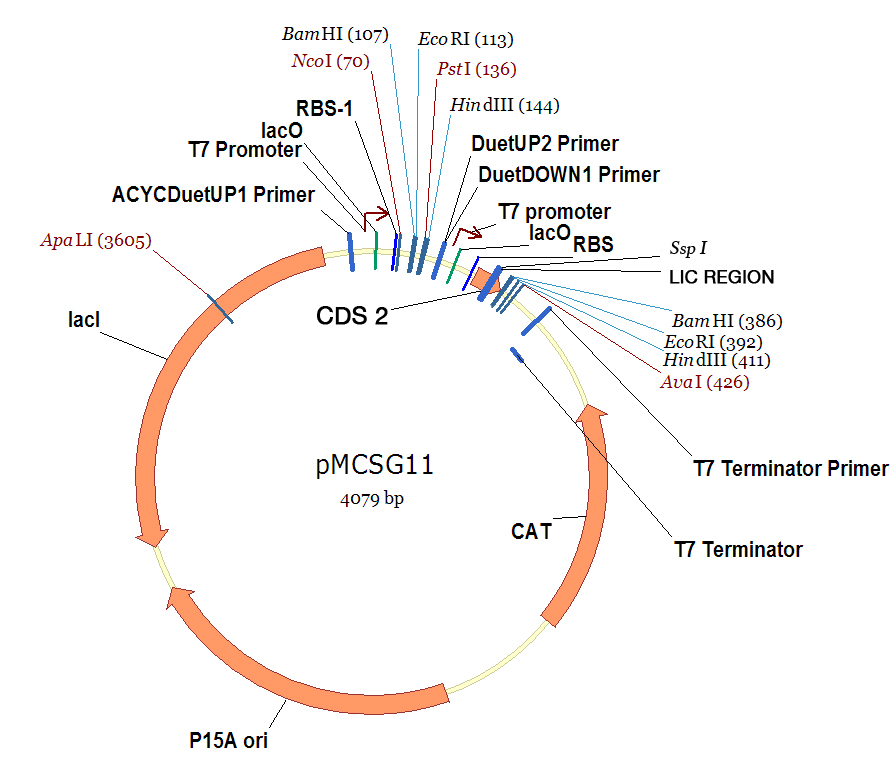 BamHI (107)
EcoRI (113)
NcoI (70)
PstI (136)
RBS-1
HindIII (144)
lacO
T7 Promoter
DuetUP2 Primer
DuetDOWN1 Primer
ACYCDuetUP1 Primer
T7 promoter
lacO
RBS
ApaLI (3605)
Ssp I
LIC REGION
lacI
CDS 2
BamHI (386)
EcoRI (392)
HindIII (411)
AvaI (426)
pMCSG11
4079 bp
T7 Terminator Primer
CAT
T7 Terminator
P15A ori